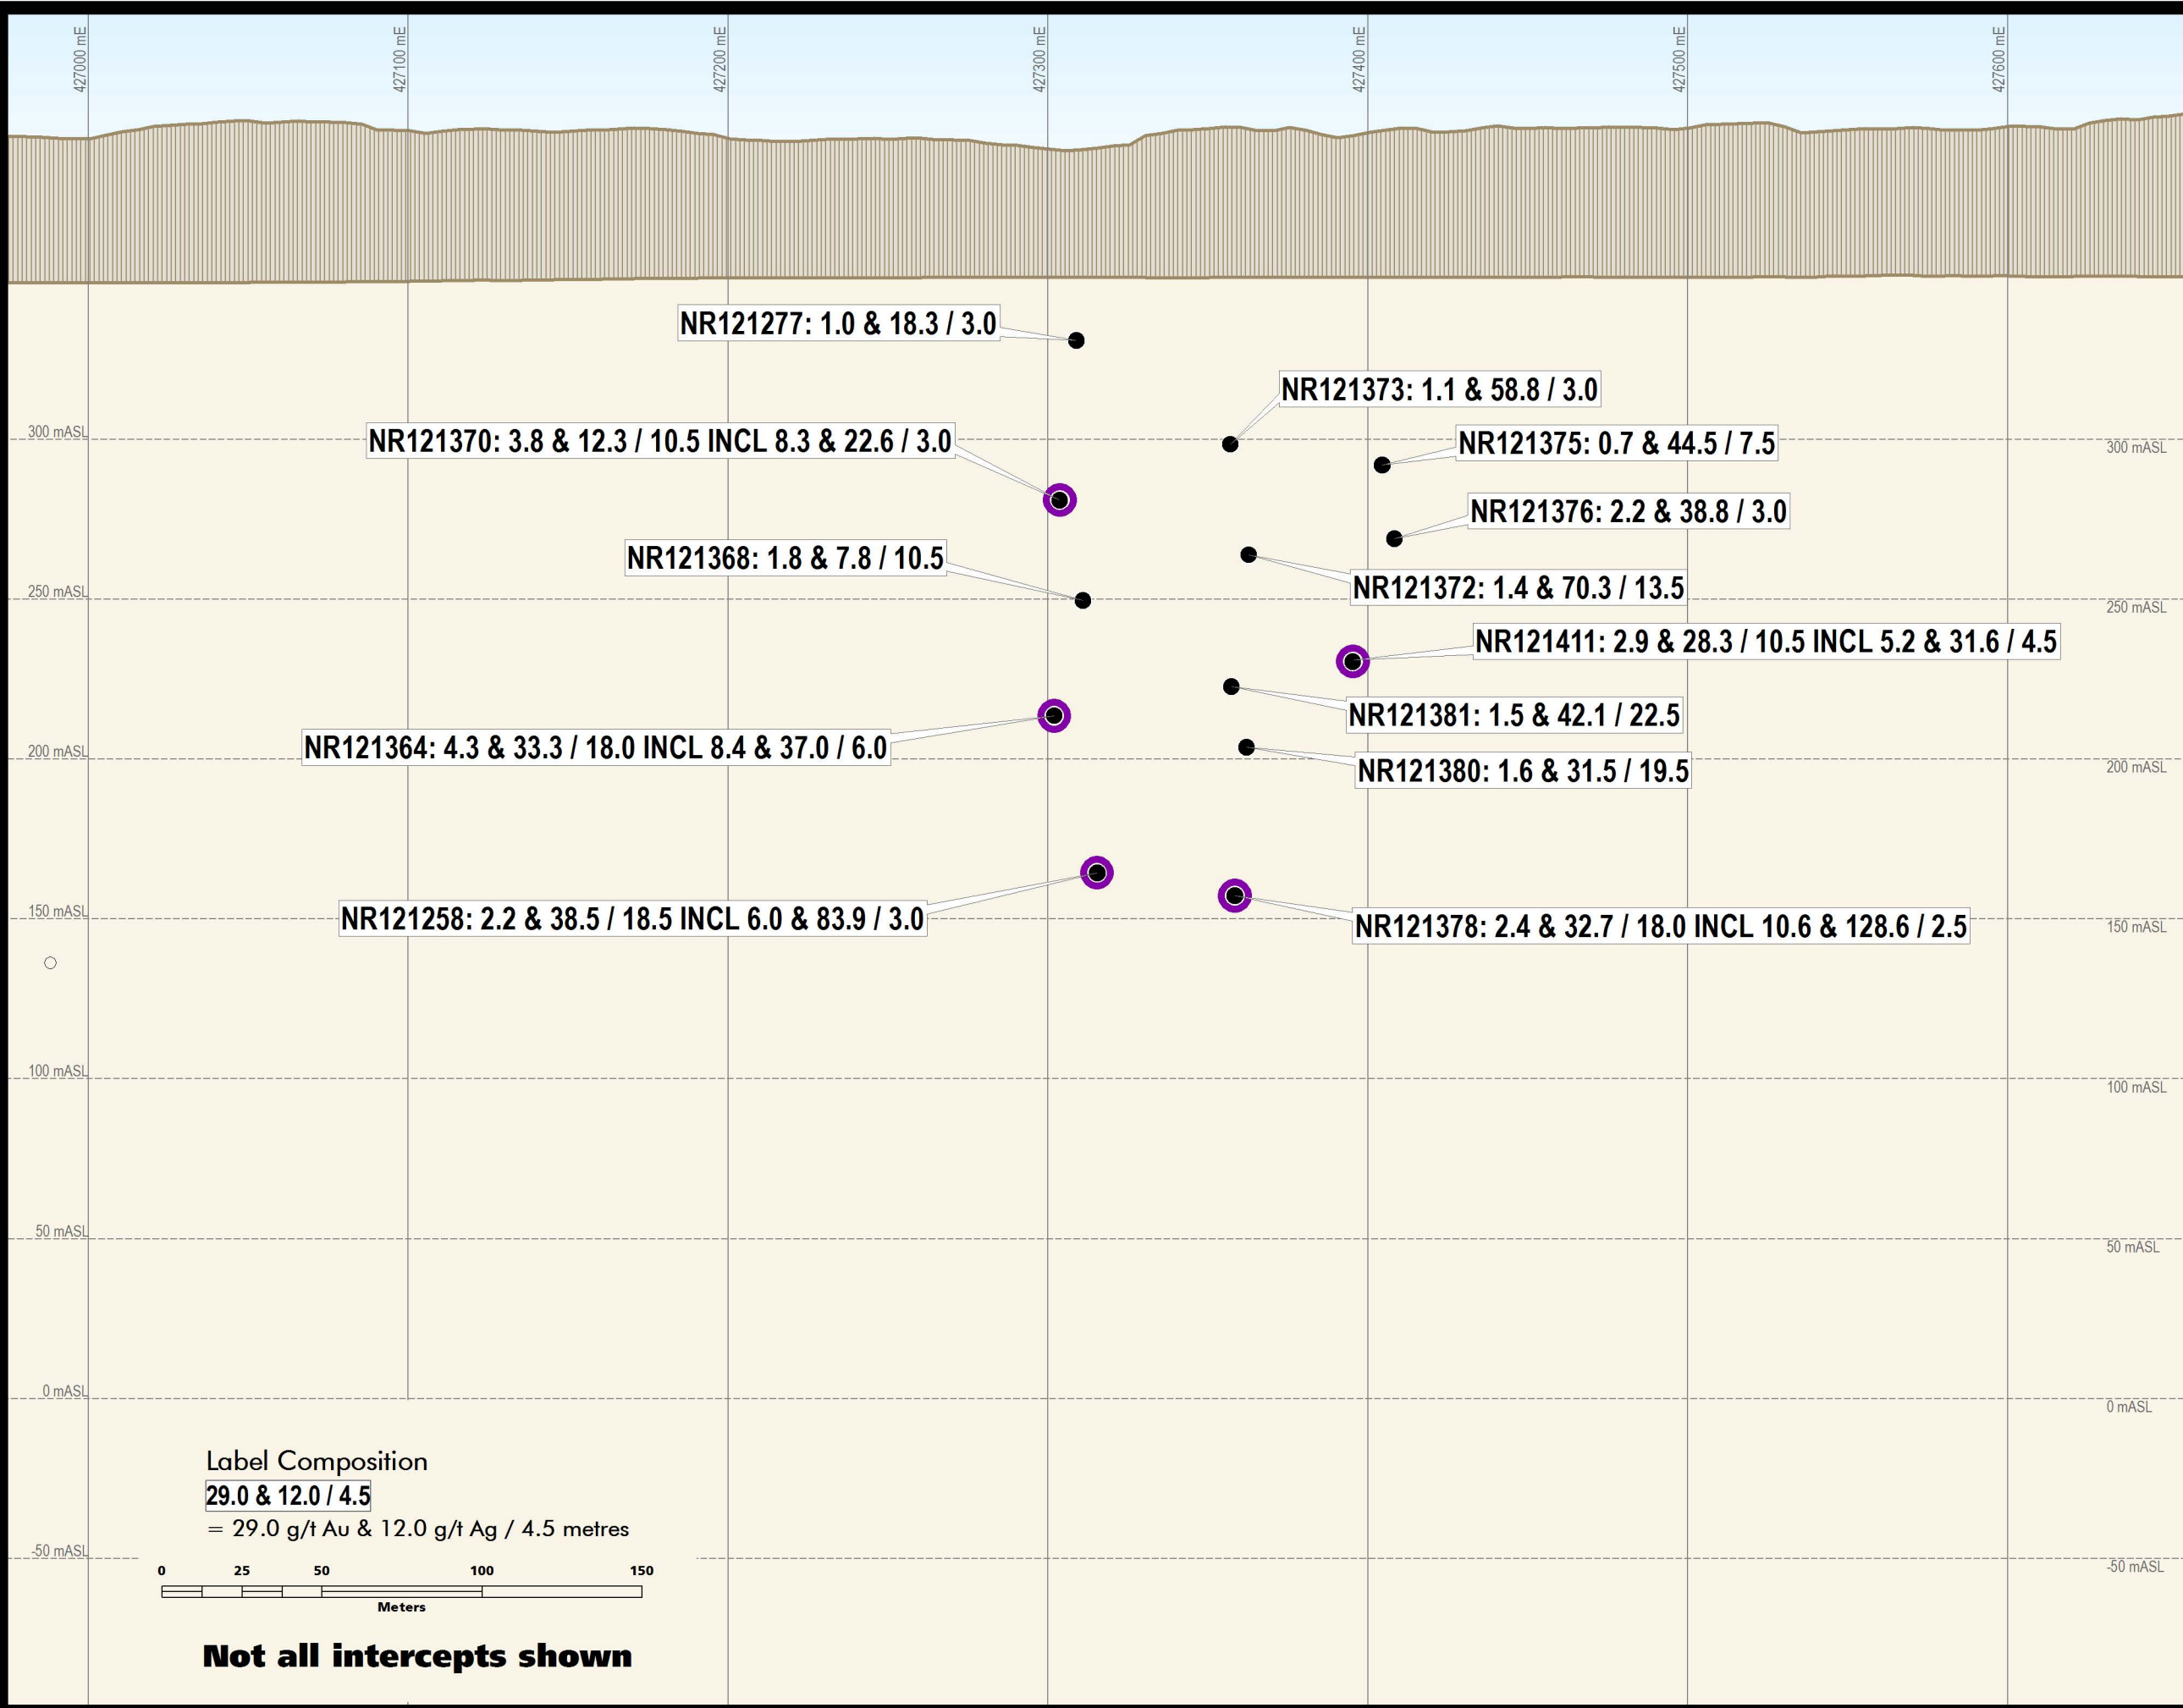 427000 mE
427100 mE
427200 mE
427300 mE
427400 mE
427500 mE
427600 mE
NR121277: 1.0 & 18.3 / 3.0
NR121373: 1.1 & 58.8 / 3.0
300 mASL
NR121370: 3.8 & 12.3 / 10.5 INCL 8.3 & 22.6 / 3.0
NR121375: 0.7 & 44.5 / 7.5
300 mASL
NR121376: 2.2 & 38.8 / 3.0
NR121368: 1.8 & 7.8 / 10.5
NR121372: 1.4 & 70.3 / 13.5
250 mASL
250 mASL
NR121411: 2.9 & 28.3 / 10.5 INCL 5.2 & 31.6 / 4.5
NR121381: 1.5 & 42.1 / 22.5
NR121364: 4.3 & 33.3 / 18.0 INCL 8.4 & 37.0 / 6.0
200 mASL
200 mASL
NR121380: 1.6 & 31.5 / 19.5
150 mASL
NR121258: 2.2 & 38.5 / 18.5 INCL 6.0 & 83.9 / 3.0
NR121378: 2.4 & 32.7 / 18.0 INCL 10.6 & 128.6 / 2.5
150 mASL
100 mASL
100 mASL
50 mASL
50 mASL
0 mASL
0 mASL
Label Composition
29.0 & 12.0 / 4.5
= 29.0 g/t Au & 12.0 g/t Ag / 4.5 metres
-50 mASL
-50 mASL
0 25 50 100 150
Meters
Not all intercepts shown